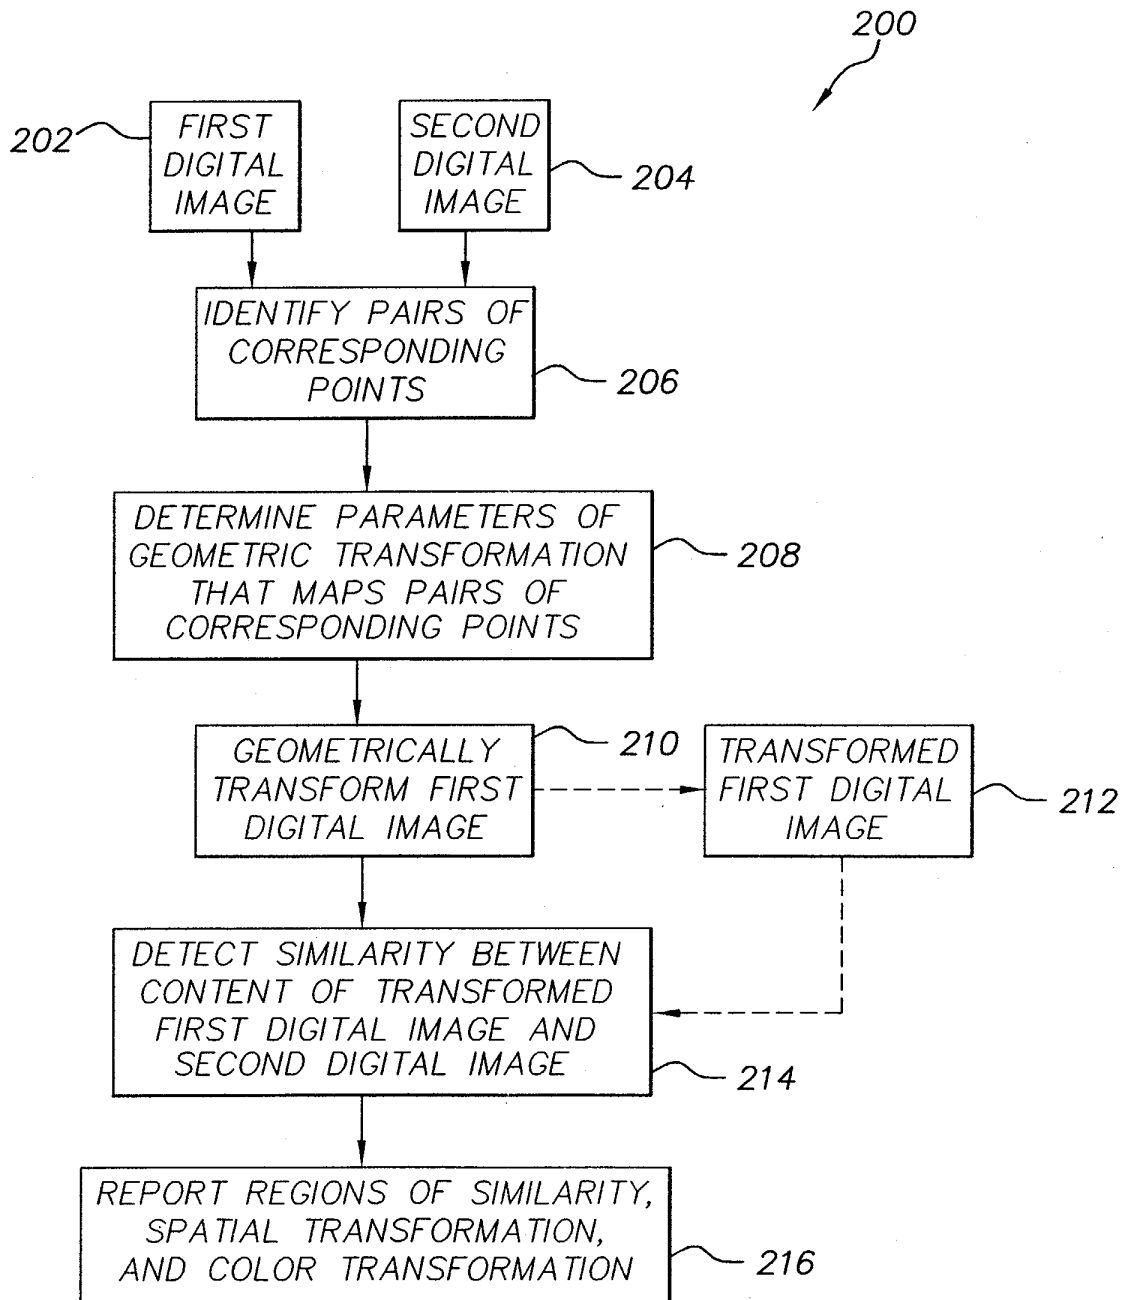 200
202
FIRST
DIGITAL
IMAGE
SECOND
DIGITAL
IMAGE
204
IDENTIFY PAIRS OF
CORRESPONDING
POINTS
206
DETERMINE PARAMETERS OF
GEOMETRIC TRANSFORMATION
THAT MAPS PAIRS OF
CORRESPONDING POINTS
208
GEOMETRICALLY
TRANSFORM FIRST
DIGITAL IMAGE
210
TRANSFORMED
FIRST DIGITAL
IMAGE
212
DETECT SIMILARITY BETWEEN
CONTENT OF TRANSFORMED
FIRST DIGITAL IMAGE AND
SECOND DIGITAL IMAGE
214
REPORT REGIONS OF SIMILARITY,
SPATIAL TRANSFORMATION,
AND COLOR TRANSFORMATION
216